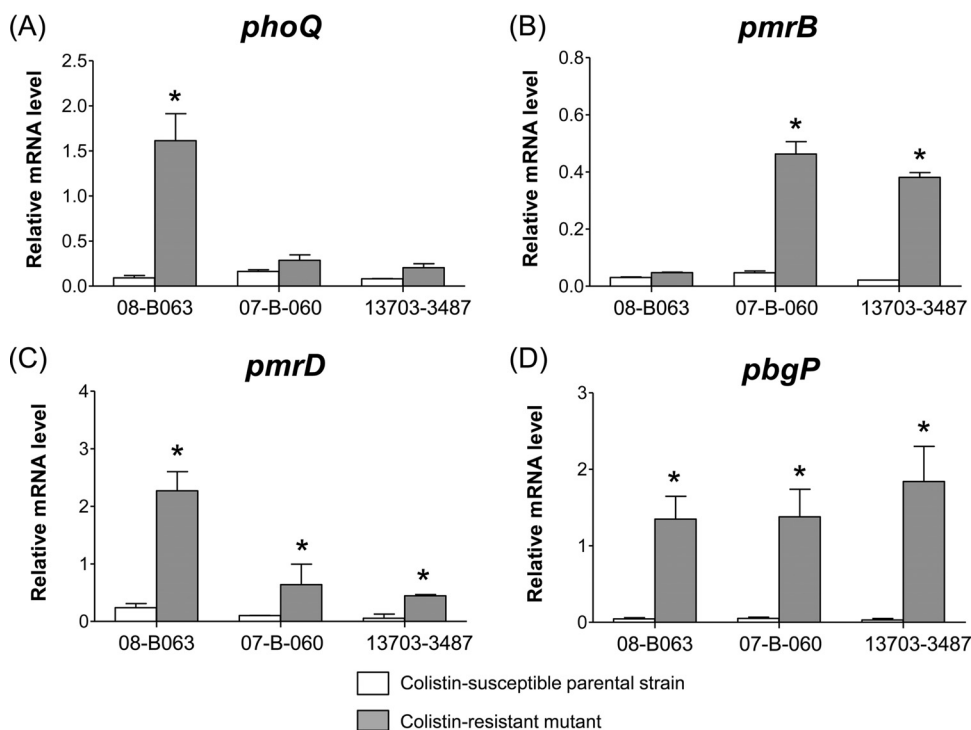 (A)
phoQ
Relative mRNA level
2.5
2.0
1.5
1.0
0.5
0.0
*
08-B063
07-B-060
13703-3487
(B)
pmrB
Relative mRNA level
0.8
0.6
0.4
0.2
0.0
*
*
08-B063
07-B-060
13703-3487
(C)
pmrD
Relative mRNA level
4
3
2
1
0
*
*
*
08-B063
07-B-060
13703-3487
(D)
pbgP
Relative mRNA level
3
2
1
0
*
*
*
08-B063
07-B-060
13703-3487
Colistin-susceptible parental strain
Colistin-resistant mutant